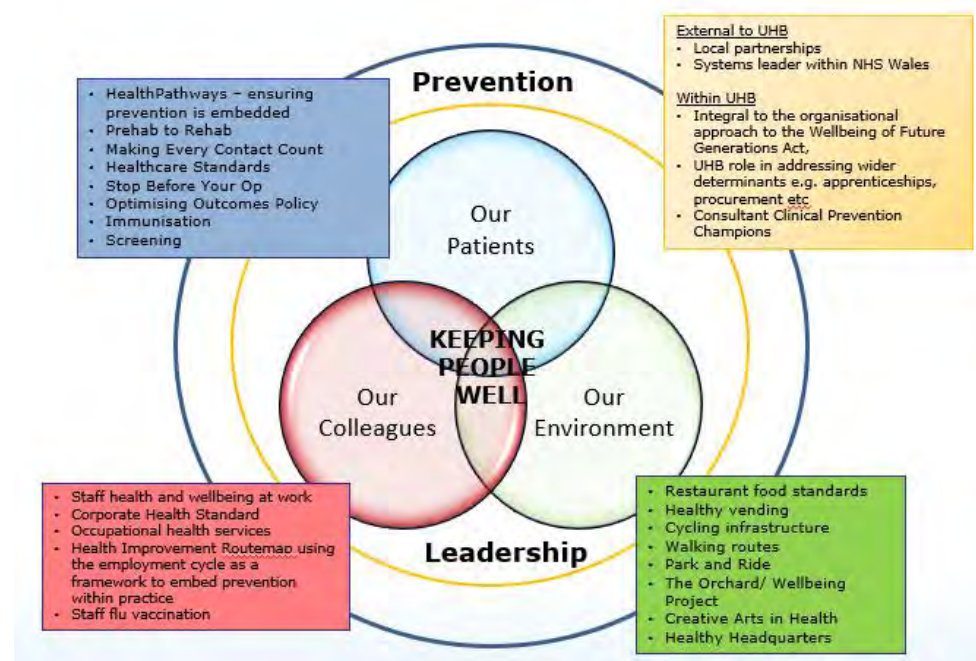 Prevention
• HealthPathways – ensuring
prevention is embedded
• Prehab to Rehab
• Making Every Contact Count
• Healthcare Standards
• Stop Before Your Op
• Optimising Outcomes Policy
• Immunisation
• Screening
External to UHB
• Local partnerships
• Systems leader within NHS Wales
Within UHB
• Integral to the organisational
approach to the Wellbeing of Future
Generations Act,
• UHB role in addressing wider
determinants e.g. apprenticeships,
procurement etc
• Consultant Clinical Prevention
Champions
Our
Patients
KEEPING
PEOPLE
WELL
Our
Colleagues
Our
Environment
• Staff health and wellbeing at work
• Corporate Health Standard
• Occupational health services
• Health Improvement Routemap using
the employment cycle as a
framework to embed prevention
within practice
• Staff flu vaccination
Leadership
• Restaurant food standards
• Healthy vending
• Cycling infrastructure
• Walking routes
• Park and Ride
• The Orchard/ Wellbeing
Project
• Creative Arts in Health
• Healthy Headquarters